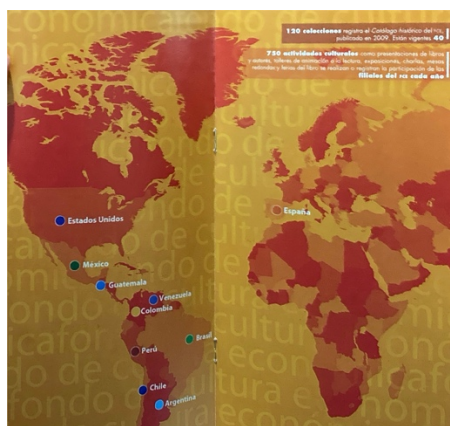 120 colecciones registra el Catálogo histórico del FCE,
publicado en 2009. Están vigentes 40
750 actividades culturales como presentaciones de libros
y autores, talleres de animación a la lectura, exposiciones, charlas, mesas
redondas y ferias del libro se realizan o registran la participación de las
filiales del FCE cada año
España
Estados Unidos
México
Guatemala
Venezuela
Colombia
Brasil
Perú
Chile
Argentina